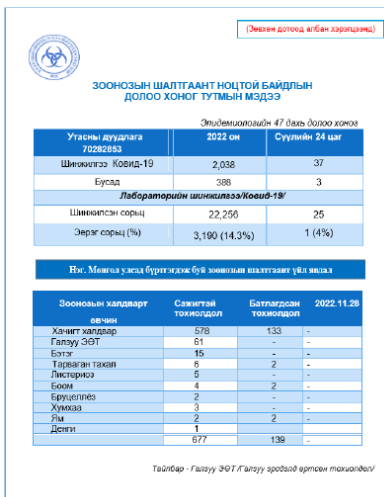 (Зөвхөн дотоод албан хэрэгцээнд)
ЗООНОЗЫН ШАЛТГААНТ НОЦТОЙ БАЙДЛЫН
ДОЛОО ХОНОГ ТУТМЫН МЭДЭЭ
Эпидемиологийн 47 дахь долоо хоног
Утасны дуудлага 70282853 2022 он Сүүлийн 24 цаг
Шинжилгээ Ковид-19 2,038 37
Бусад 388 3
Лабораторийн шинжилгээ/Ковид-19/
Шинжилсэн сорьц 22,256 25
Эерэг сорьц (%) 3,190 (14.3%) 1 (4%)
Нэг. Монгол улсад бүртгэгдэж буй зоонозын шалтгаант үйл явдал
Зоонозын халдварт өвчин Сэжигтэй тохиолдол Батлагдсан тохиолдол 2022.11.28
Хачигт халдвар 578 133 -
Галзуу ЭӨТ 61 - -
Бэтэг 15 - -
Тарваган тахал 6 2 -
Листериоз 5 - -
Боом 4 2 -
Бруцеллёз 2 - -
Хумхаа 3 - -
Ям 2 2 -
Денги 1
677 139 -
Тайлбар - Галзуу ЭӨТ /Галзуу эрсдэлд өртсөн тохиолдол/